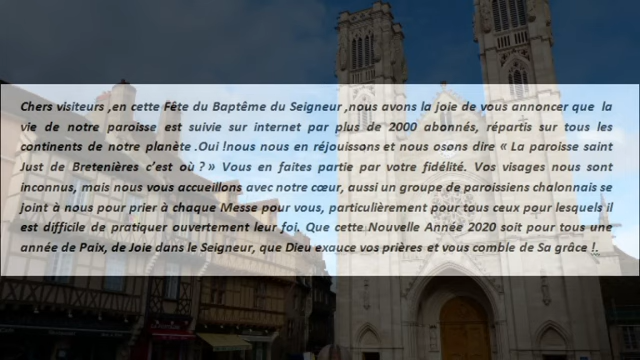 Chers visiteurs ,en cette Fête du Baptême du Seigneur ,nous avons la joie de vous annoncer que la
vie de notre paroisse est suivie sur internet par plus de 2000 abonnés, répartis sur tous les
continents de notre planète .Oui !nous nous en réjouissons et nous osons dire « La paroisse saint
Just de Bretenières c'est où ? » Vous en faites partie par votre fidélité. Vos visages nous sont
inconnus, mais nous vous accueillons avec notre cœur, aussi un groupe de paroissiens chalonnais se
joint à nous pour prier à chaque Messe pour vous, particulièrement pour tous ceux pour lesquels il
est difficile de pratiquer ouvertement leur foi. Que cette Nouvelle Année 2020 soit pour tous une
année de Paix, de Joie dans le Seigneur, que Dieu exauce vos prières et vous comble de Sa grâce !.